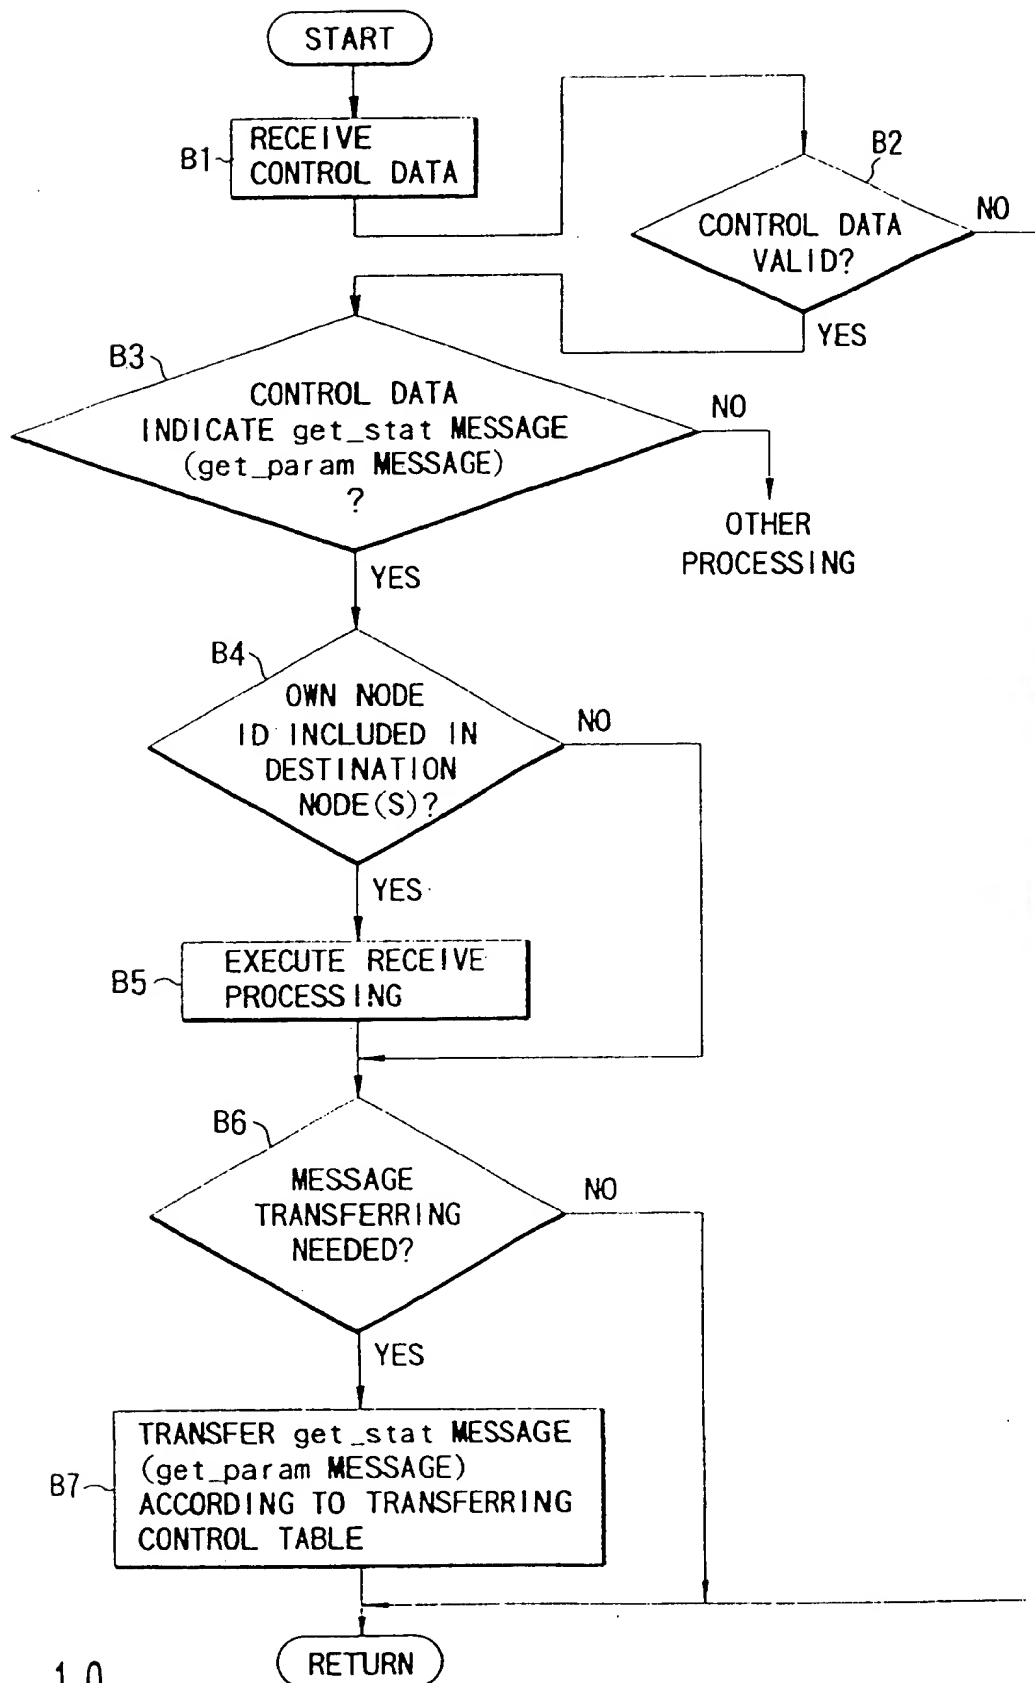 START
B1
RECEIVE
CONTROL DATA
B2
CONTROL DATA
VALID?
NO
YES
B3
CONTROL DATA
INDICATE get_stat MESSAGE
(get_param MESSAGE)
?
NO
OTHER
PROCESSING
YES
B4
OWN NODE
ID INCLUDED IN
DESTINATION
NODE(S)?
NO
YES
B5
EXECUTE RECEIVE
PROCESSING
B6
MESSAGE
TRANSFERRING
NEEDED?
NO
YES
B7
TRANSFER get_stat MESSAGE
(get_param MESSAGE)
ACCORDING TO TRANSFERRING
CONTROL TABLE
RETURN
10